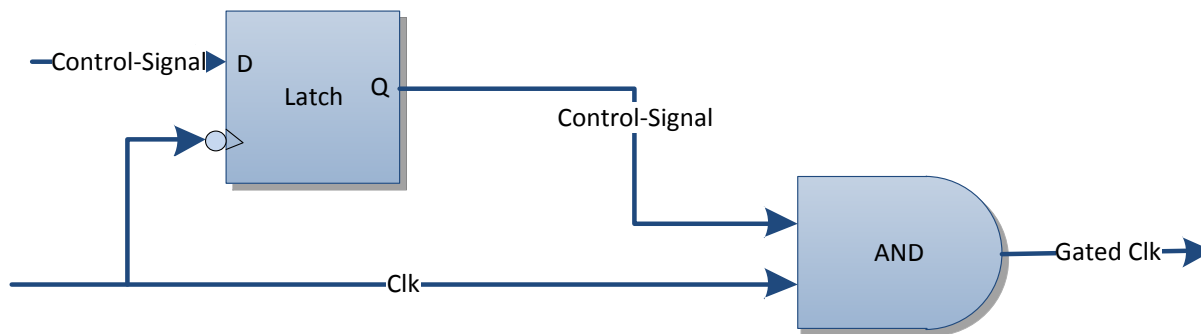 Control-Signal
D
Latch
Q
Control-Signal
AND
Gated Clk
Clk